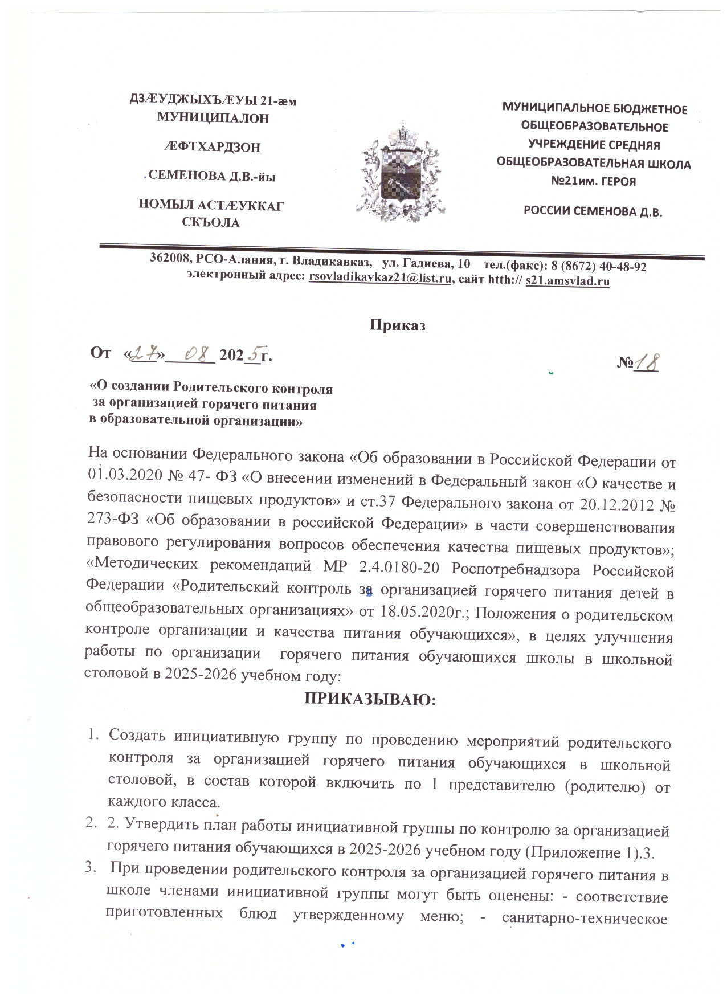 ДЗÆУДЖЫХЪÆУЫ 21-æм
МУНИЦИПАЛОН
ÆФТХАРДЗОН
СЕМЕНОВА Д.В.-йы
НОМЫЛ АСТÆУККАГ
СКЪОЛА
МУНИЦИПАЛЬНОЕ БЮДЖЕТНОЕ
ОБЩЕОБРАЗОВАТЕЛЬНОЕ
УЧРЕЖДЕНИЕ СРЕДНЯЯ
ОБЩЕОБРАЗОВАТЕЛЬНАЯ ШКОЛА
№21им. ГЕРОЯ
РОССИИ СЕМЕНОВА Д.В.
362008, РСО-Алания, г. Владикавказ, ул. Гадиева, 10 тел.(факс): 8 (8672) 40-48-92
электронный адрес: rsovladikavkaz21@list.ru, сайт htth:// s21.amsvlad.ru
Приказ
От «27» 08 2025г.
№18
«О создании Родительского контроля
за организацией горячего питания
в образовательной организации»
На основании Федерального закона «Об образовании в Российской Федерации от
01.03.2020 № 47- ФЗ «О внесении изменений в Федеральный закон «О качестве и
безопасности пищевых продуктов» и ст.37 Федерального закона от 20.12.2012 №
273-ФЗ «Об образовании в российской Федерации» в части совершенствования
правового регулирования вопросов обеспечения качества пищевых продуктов»;
«Методических рекомендаций МР 2.4.0180-20 Роспотребнадзора Российской
Федерации «Родительский контроль за организацией горячего питания детей в
общеобразовательных организациях» от 18.05.2020г.; Положения о родительском
контроле организации и качества питания обучающихся», в целях улучшения
работы по организации горячего питания обучающихся школы в школьной
столовой в 2025-2026 учебном году:
ПРИКАЗЫВАЮ:
1. Создать инициативную группу по проведению мероприятий родительского
контроля за организацией горячего питания обучающихся в школьной
столовой, в состав которой включить по 1 представителю (родителю) от
каждого класса.
2. 2. Утвердить план работы инициативной группы по контролю за организацией
горячего питания обучающихся в 2025-2026 учебном году (Приложение 1).3.
3. При проведении родительского контроля за организацией горячего питания в
школе членами инициативной группы могут быть оценены: - соответствие
приготовленных блюд утвержденному меню; - санитарно-техническое